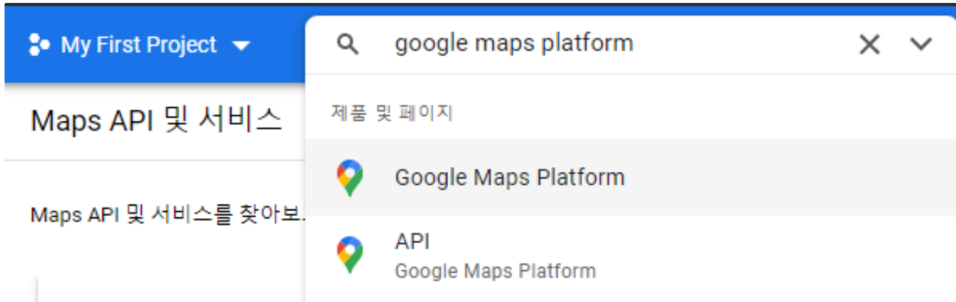 My First Project
google maps platform
Maps API 및 서비스
제품 및 페이지
Google Maps Platform
Maps API 및 서비스를 찾아보
API
Google Maps Platform